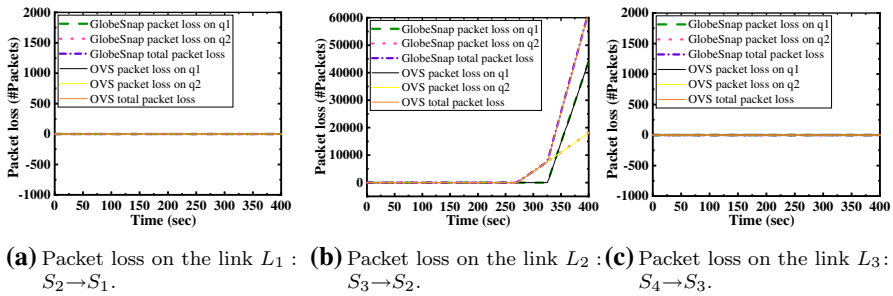 Packet loss (#Packets)
2000
1500
1000
500
0
-500
-1000
GlobeSnap packet loss on q1
GlobeSnap packet loss on q2
GlobeSnap total packet loss
OVS packet loss on q1
OVS packet loss on q2
OVS total packet loss
0 50 100 150 200 250 300 350 400
Time (sec)
Packet loss (#Packets)
60000
50000
40000
30000
20000
10000
0
GlobeSnap packet loss on q1
GlobeSnap packet loss on q2
GlobeSnap total packet loss
OVS packet loss on q1
OVS packet loss on q2
OVS total packet loss
0 50 100 150 200 250 300 350 400
Time (sec)
Packet loss (#Packets)
2000
1500
1000
500
0
-500
-1000
GlobeSnap packet loss on q1
GlobeSnap packet loss on q2
GlobeSnap total packet loss
OVS packet loss on q1
OVS packet loss on q2
OVS total packet loss
0 50 100 150 200 250 300 350 400
Time (sec)
(a) Packet loss on the link L₁ :
S₂→S₁.
(b) Packet loss on the link L₂ :
S₃→S₂.
(c) Packet loss on the link L₃:
S₄→S₃.